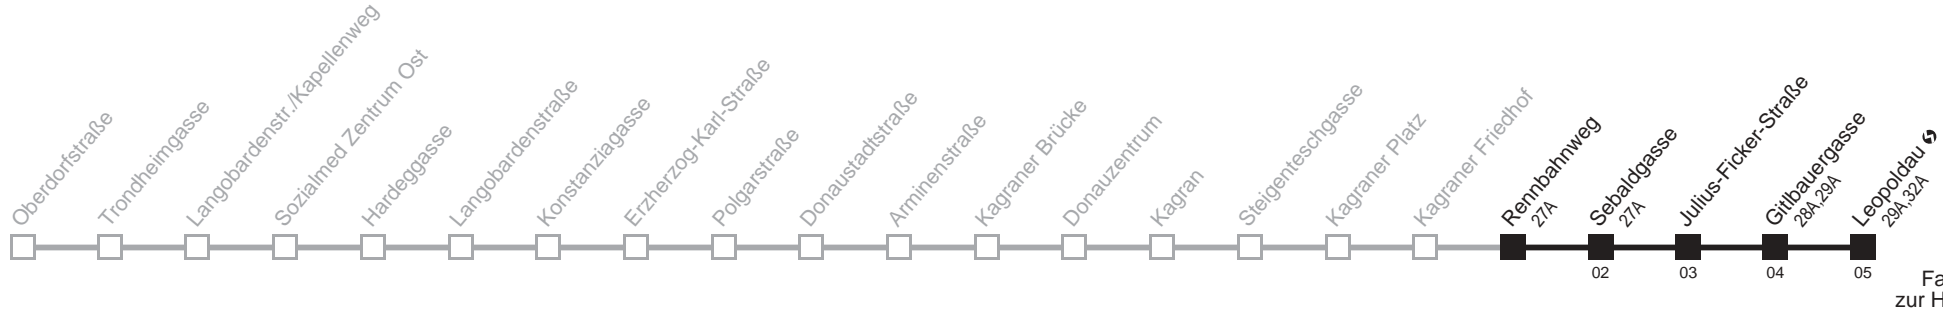 Oberdorfstraße
Trondheimgasse
Langobardenstr./Kapellenweg
Sozialmed Zentrum Ost
Hardeggasse
Langobardenstraße
Konstanziagasse
Erzherzog-Karl-Straße
Polgarstraße
Donaustadtstraße
Arminenstraße
Kagraner Brücke
Donauzentrum
Kagran
Steigenteschgasse
Kagraner Platz
Kagraner Friedhof
Rennbahnweg
27A
Sebaldgasse
27A
Julius-Ficker-Straße
Gitlbauergasse
28A,29A
Leopoldau
29A,32A
02
03
04
05
Fa
zur H